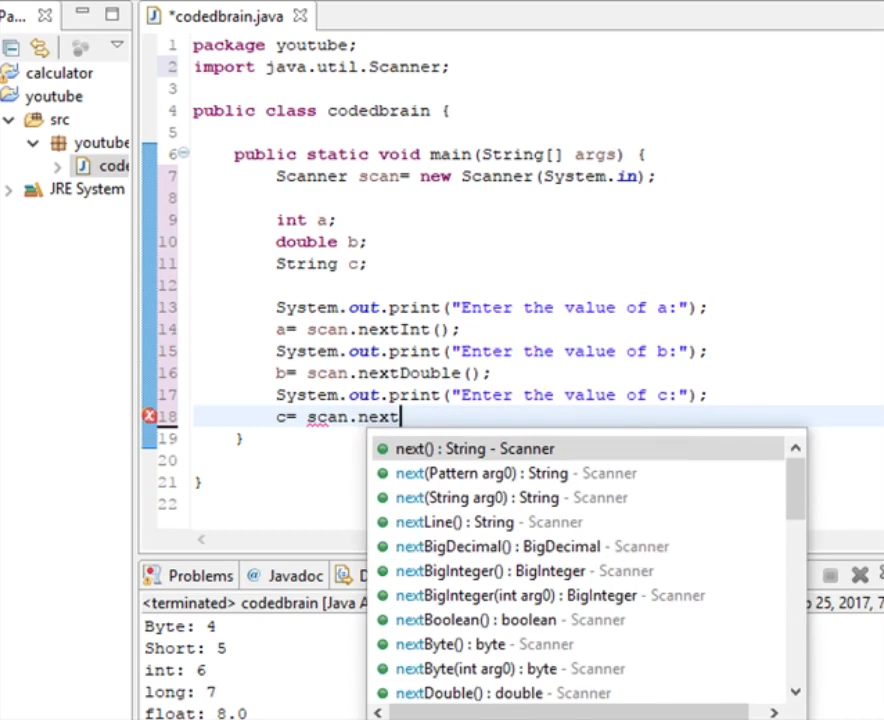 Pa...
*codedbrain.java
calculator
youtube
src
youtube
code
JRE System
1 package youtube;
2 import java.util.Scanner;
3
4 public class codedbrain {
5
6 public static void main(String[] args) {
7 Scanner scan= new Scanner(System.in);
8
9 int a;
10 double b;
11 String c;
12
13 System.out.print("Enter the value of a:");
14 a= scan.nextInt();
15 System.out.print("Enter the value of b:");
16 b= scan.nextDouble();
17 System.out.print("Enter the value of c:");
18 c= scan.next
19 }
20
21 }
22
next() : String - Scanner
next(Pattern arg0) : String - Scanner
next(String arg0) : String - Scanner
nextLine() : String - Scanner
nextBigDecimal() : BigDecimal - Scanner
nextBigInteger() : BigInteger - Scanner
nextBigInteger(int arg0) : BigInteger - Scanner
nextBoolean() : boolean - Scanner
nextByte() : byte - Scanner
nextByte(int arg0) : byte - Scanner
nextDouble() : double - Scanner
Problems @ Javadoc D
<terminated> codedbrain [Java A
25, 2017, 7
Byte: 4
Short: 5
int: 6
long: 7
float: 8.0